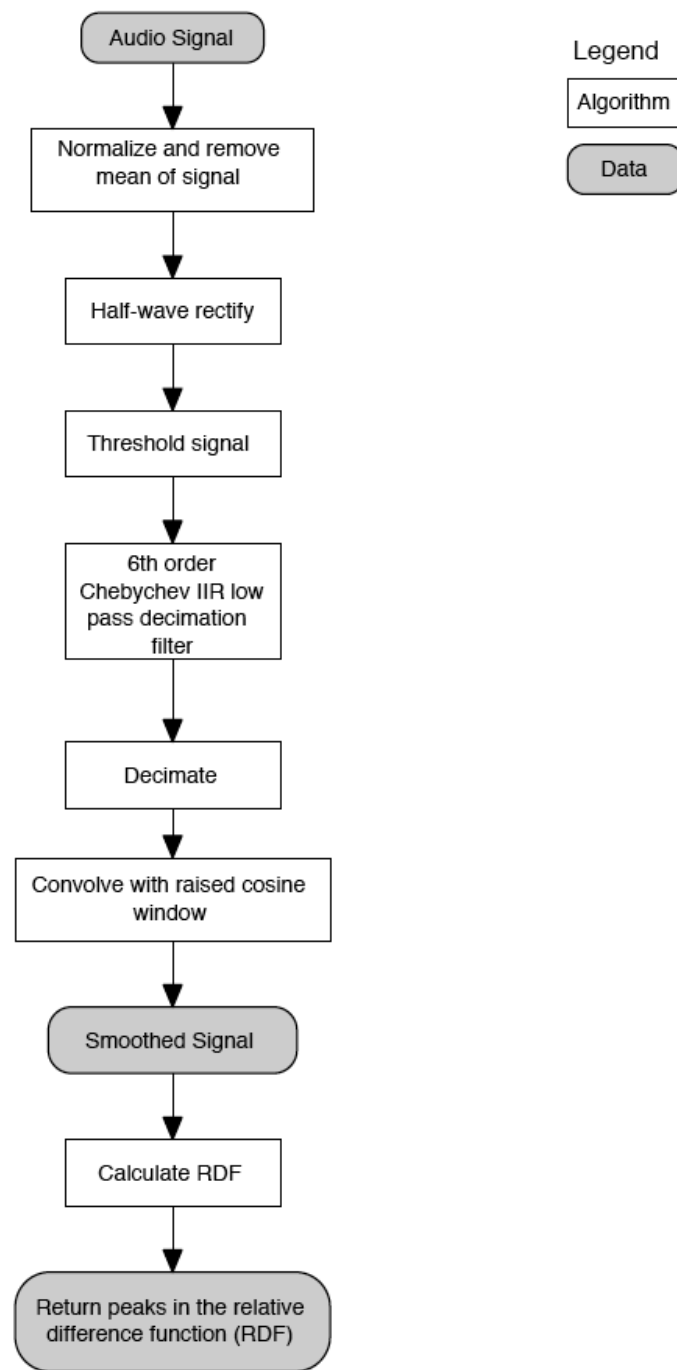 Audio Signal
Legend
Algorithm
Data
Normalize and remove
mean of signal
Half-wave rectify
Threshold signal
6th order
Chebychev IIR low
pass decimation
filter
Decimate
Convolve with raised cosine
window
Smoothed Signal
Calculate RDF
Return peaks in the relative
difference function (RDF)